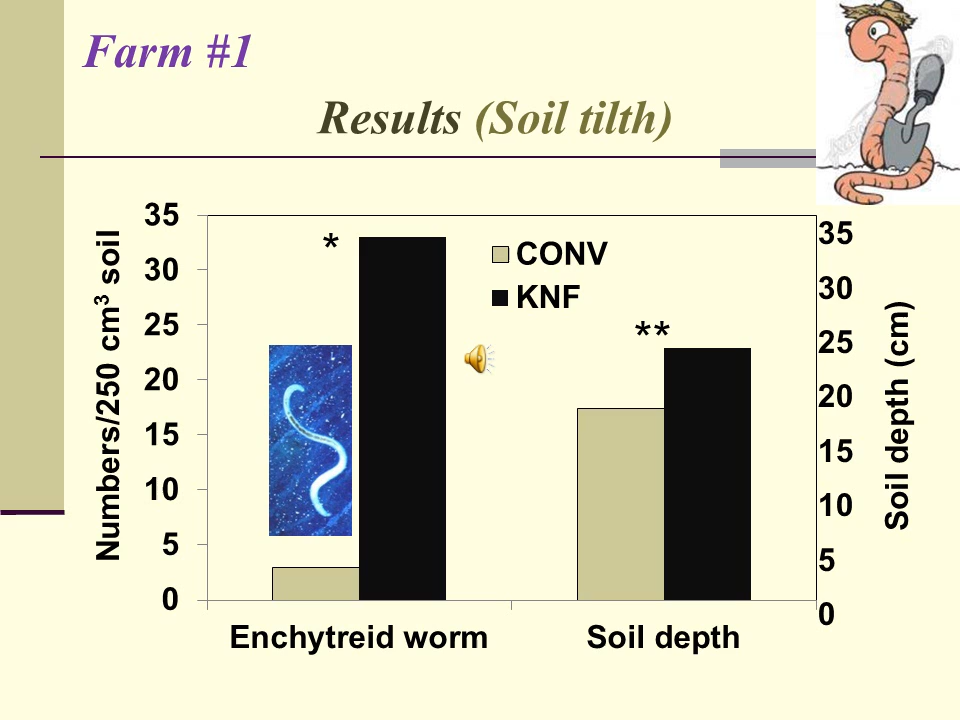 Farm #1
Results (Soil tilth)
Numbers/250 cm³ soil
35
30
25
20
15
10
5
0
*
CONV
KNF
**
35
30
25
20
15
10
5
0
Soil depth (cm)
Enchytreid worm
Soil depth